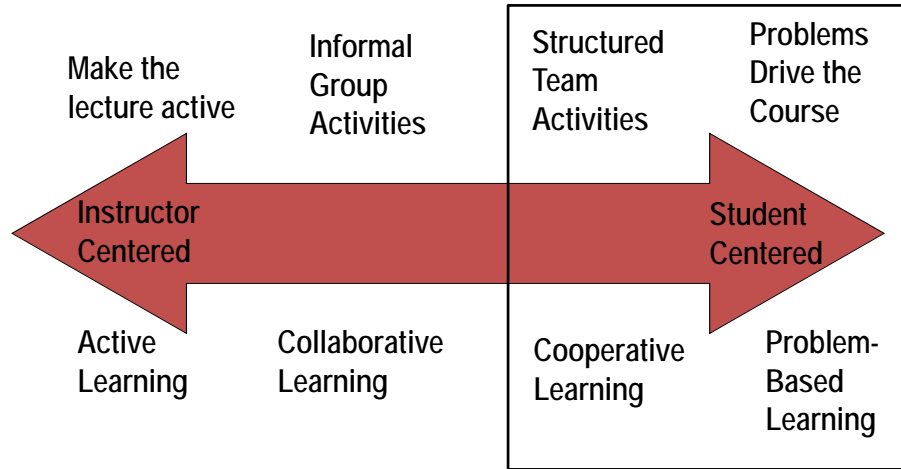 Make the
lecture active
Informal
Group
Activities
Structured
Team
Activities
Problems
Drive the
Course
Instructor
Centered
Student
Centered
Active
Learning
Collaborative
Learning
Cooperative
Learning
Problem-
Based
Learning